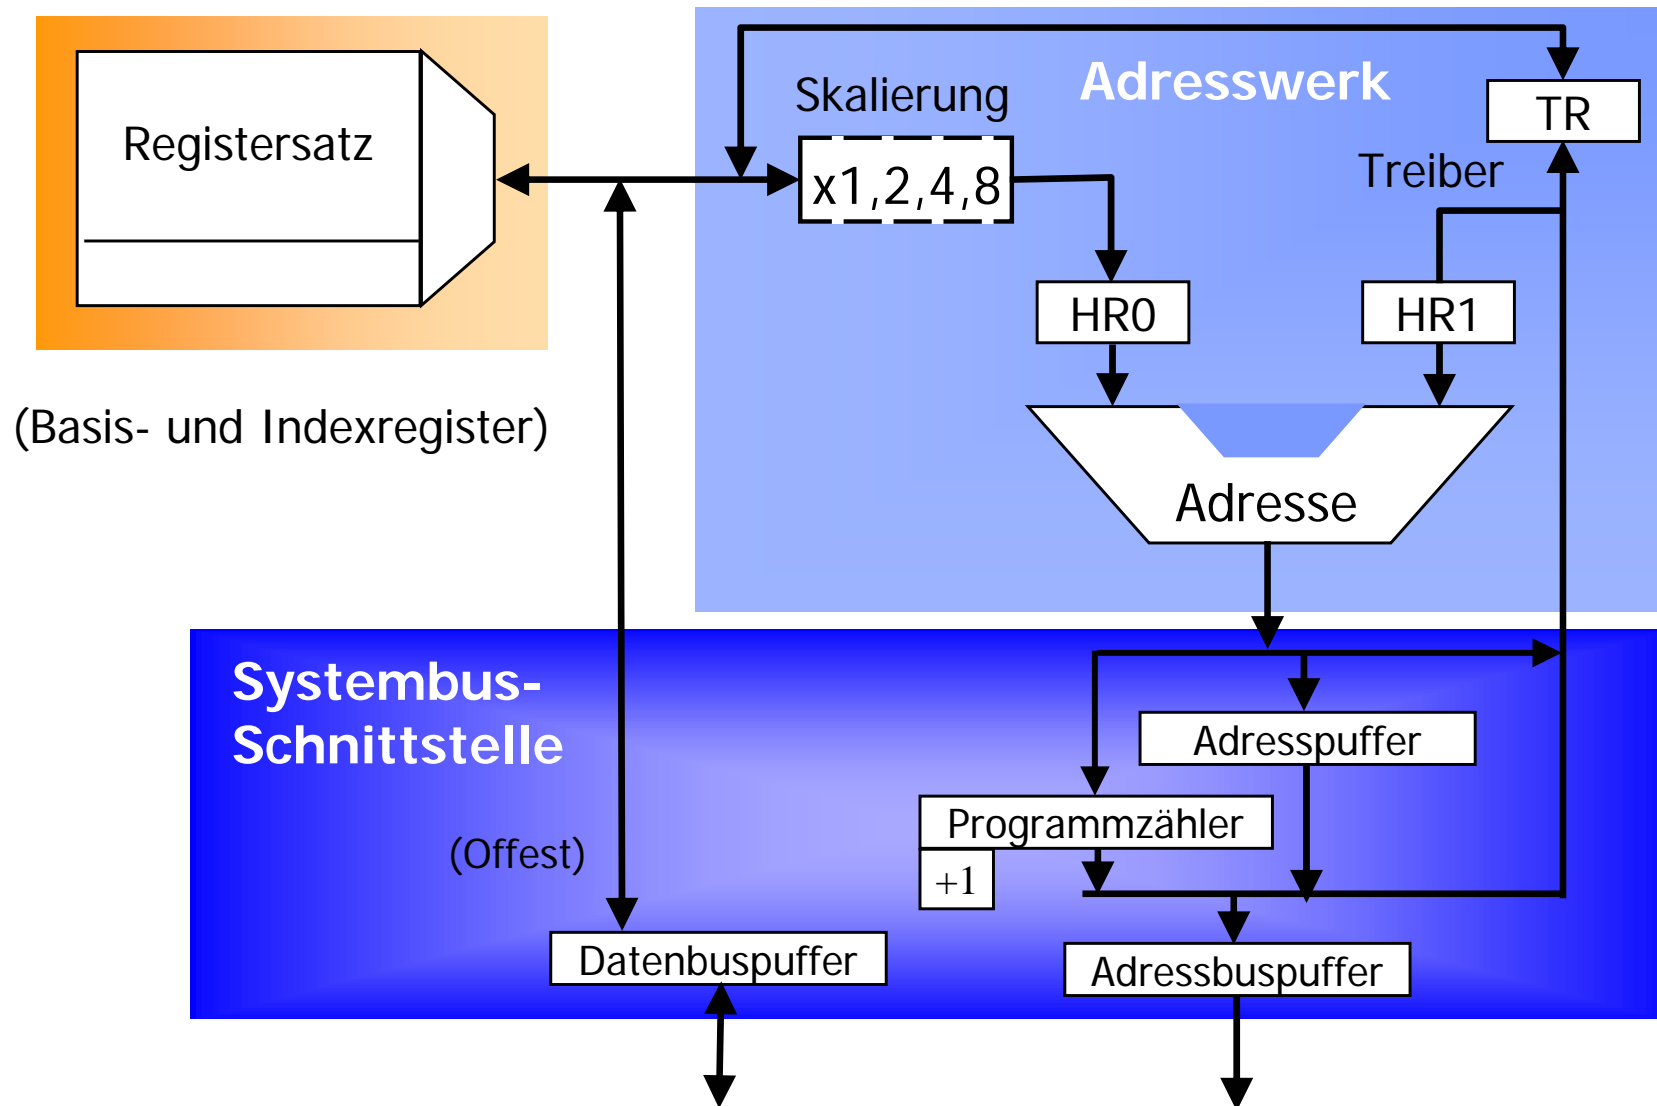 Adresswerk
Skalierung
TR
Registersatz
Treiber
x1,2,4,8
HR0
HR1
(Basis- und Indexregister)
Adresse
Systembus-
Schnittstelle
Adresspuffer
Programmzähler
(Offest)
+1
Datenbuspuffer
Adressbuspuffer